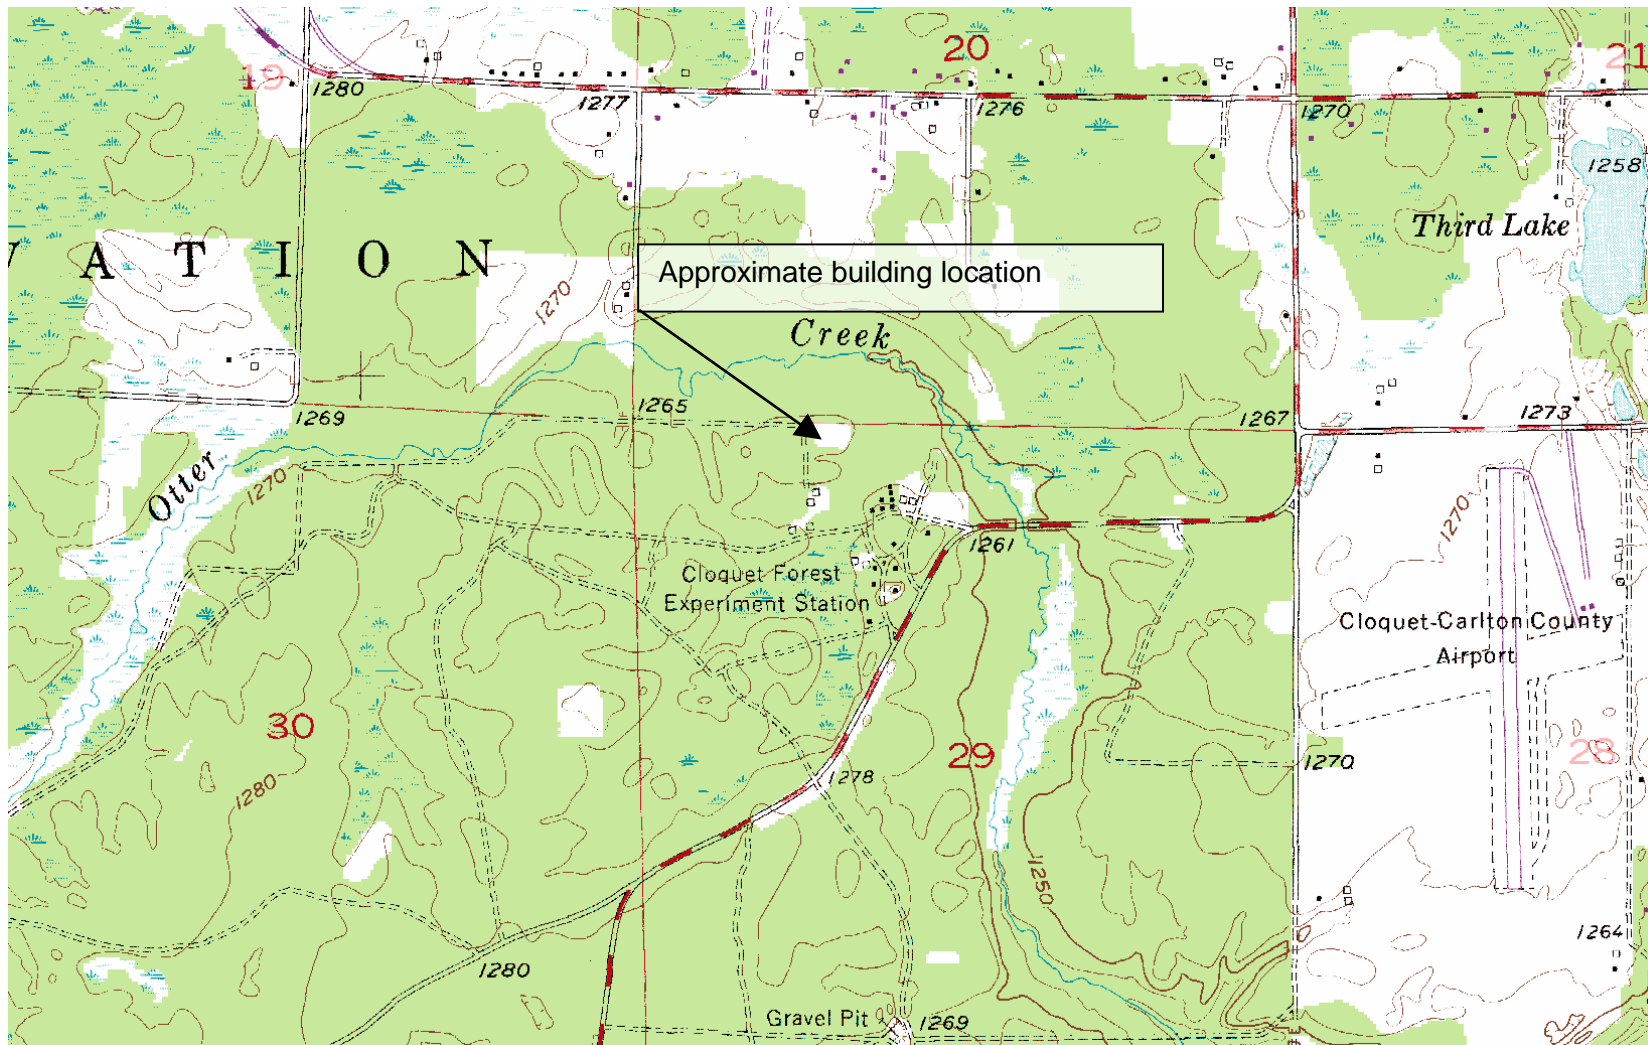 20
21
19
1280
1277
1276
1270
1258
Third Lake
V A T I O N
Approximate building location
1270
Creek
1269
1265
1267
1273
Otter
1270
1270
1261
Cloquet Forest
Experiment Station
Cloquet-Carlton County
Airport
30
29
28
1270
1278
1280
1250
1264
1280
Gravel Pit
1269